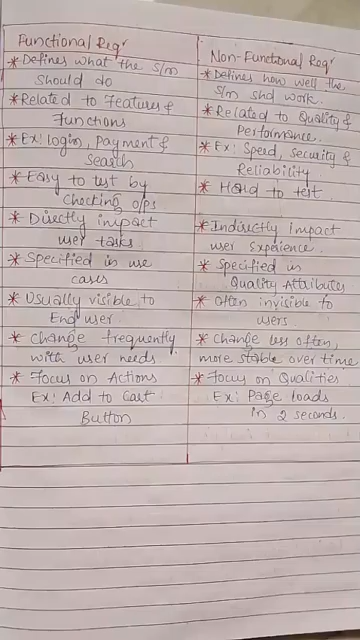 Functional Reqr
* Defines what the s/m
should do
* Related to Features &
Functions
* Ex: login, payment &
Search
* Easy to test by
Checking o/ps
* Directly impact
user tasks
* Specified in use
cases
* Usually visible to
End user
* Change frequently
with user needs
* Focus on Actions
Ex: Add to Cart
Button
Non-Functional Reqr
* Defines how well the
s/m shd work.
* Related to Quality &
Performance.
* Ex: Speed, Security &
Reliability
* Hard to test
* Indirectly impact
user Experience.
* Specified in
Quality Attributes
* Often invisible to
users.
* Change less often,
more stable over time
* Focus on Qualities
Ex: Page loads
in 2 seconds.